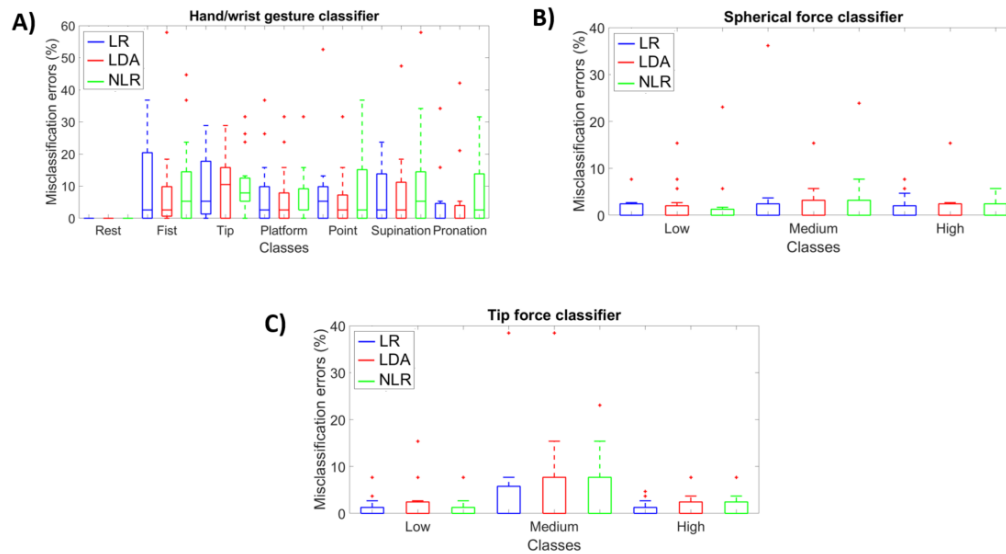 A)
Hand/wrist gesture classifier
Misclassification errors (%)
60
50
40
30
20
10
0
LR
LDA
NLR
Rest Fist Tip Platform Point Supination Pronation
Classes
B)
Spherical force classifier
Misclassification errors (%)
40
30
20
10
0
LR
LDA
NLR
Low Medium High
Classes
C)
Tip force classifier
Misclassification errors (%)
40
30
20
10
0
LR
LDA
NLR
Low Medium High
Classes